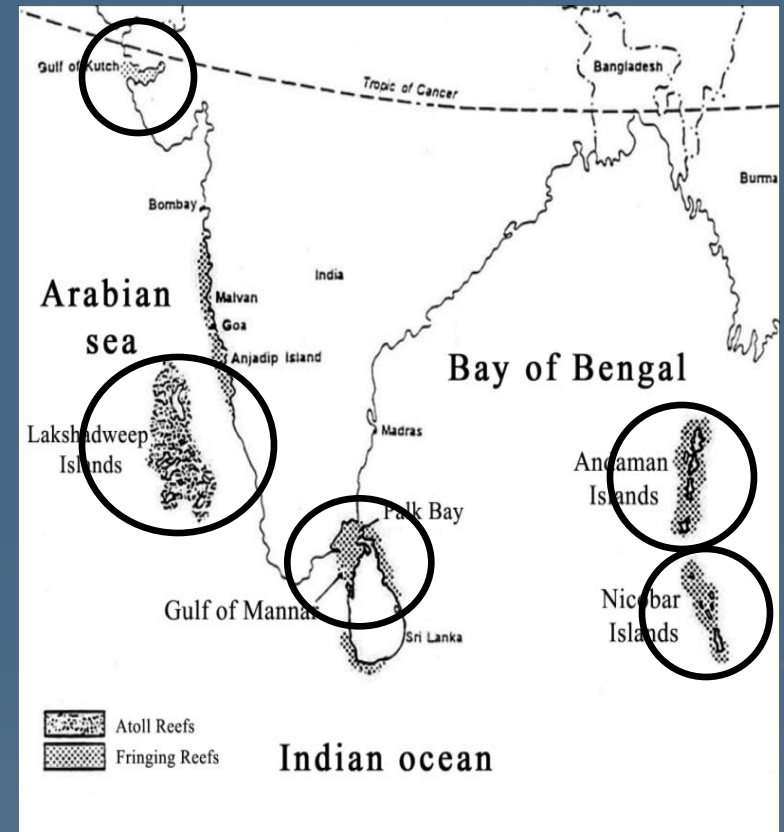 Gulf of Kutch
Tropic of Cancer
Bangladesh
Burma
Bombay
India
Arabian
sea
Malvan
Goa
Anjadip Island
Bay of Bengal
Lakshadweep
Islands
Madras
Andaman
Islands
Palk Bay
Gulf of Mannar
Nicobar
Islands
Sri Lanka
Atoll Reefs
Fringing Reefs
Indian ocean